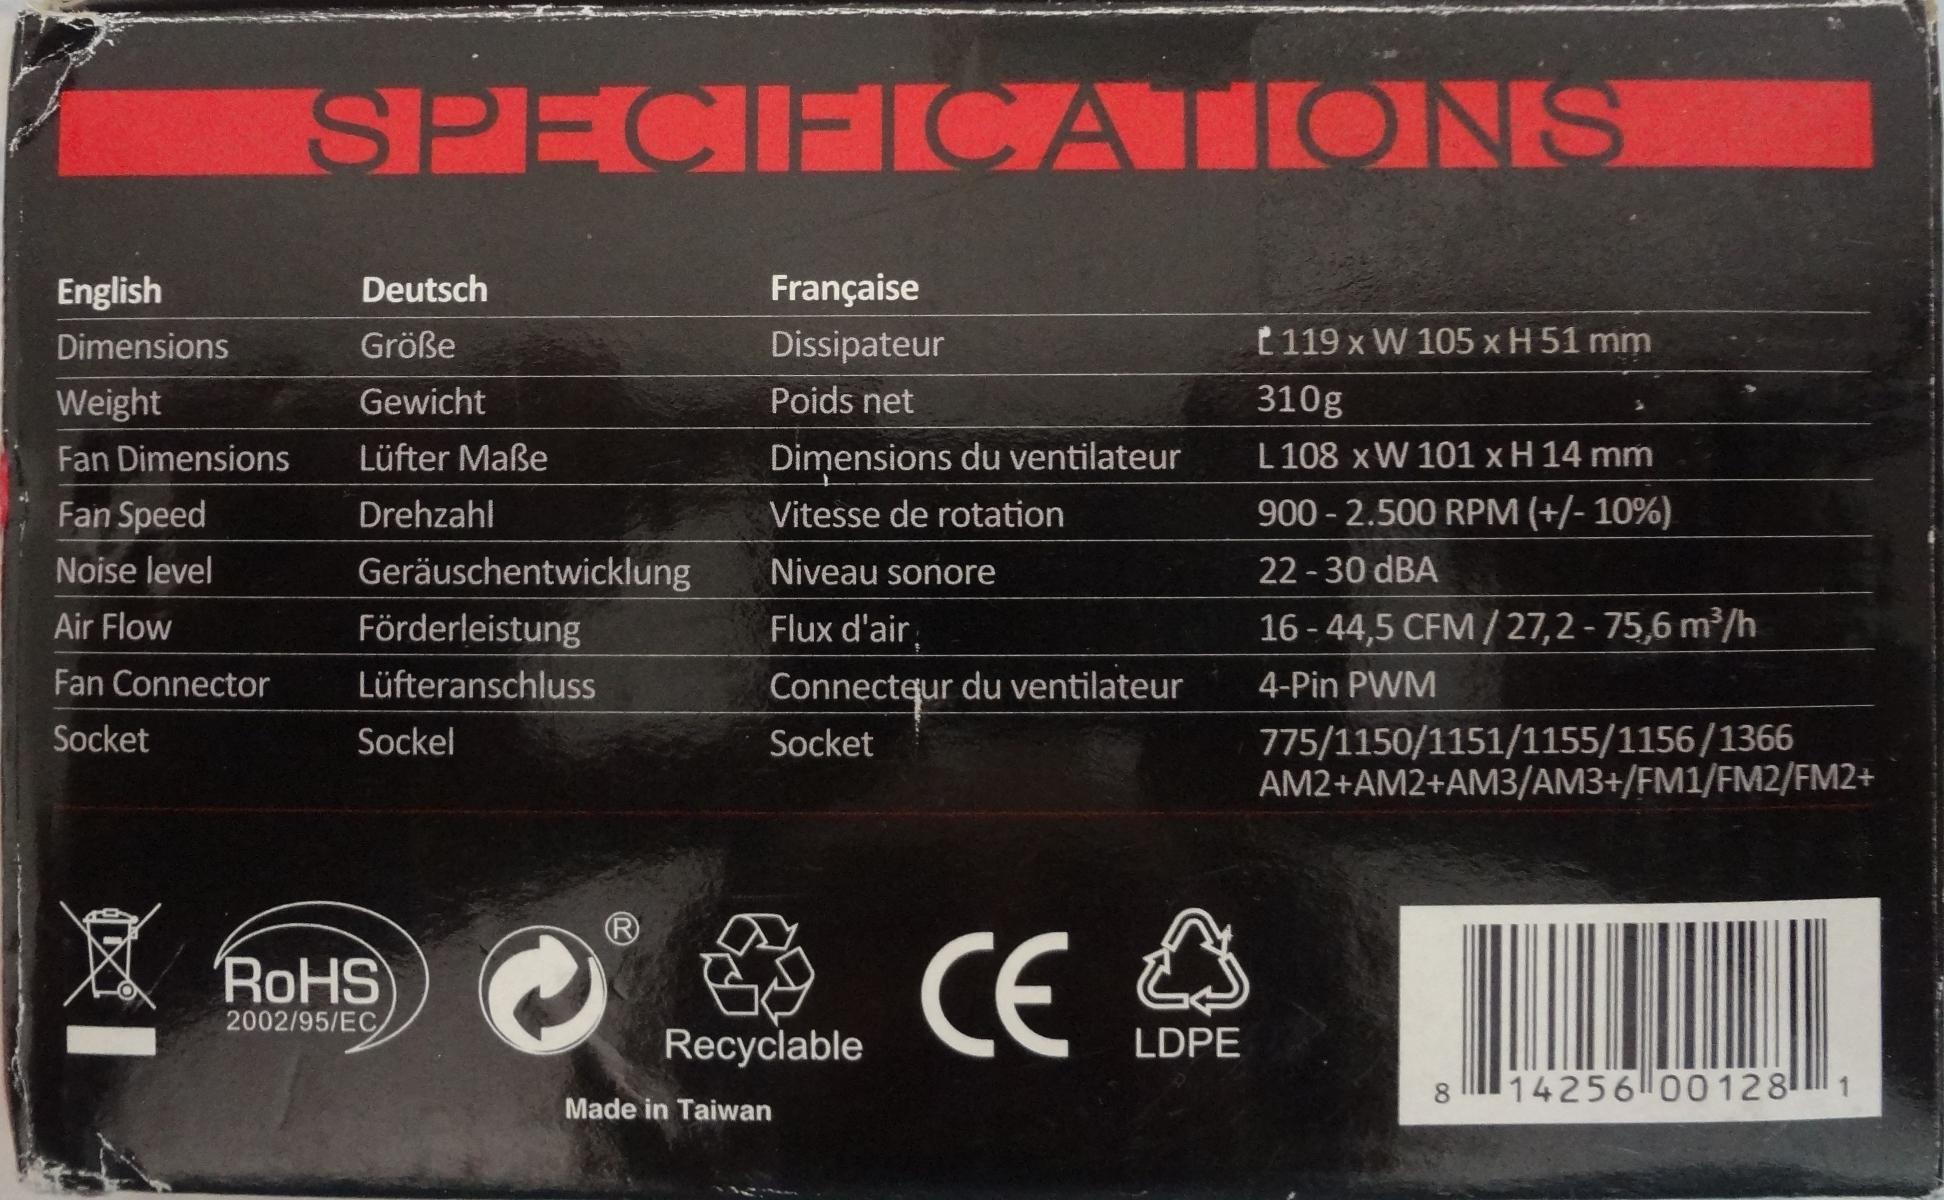 SPECIFICATIONS
English Deutsch Française
Dimensions Größe Dissipateur L 119 x W 105 x H 51 mm
Weight Gewicht Poids net 310g
Fan Dimensions Lüfter Maße Dimensions du ventilateur L 108 x W 101 x H 14 mm
Fan Speed Drehzahl Vitesse de rotation 900 - 2.500 RPM (+/- 10%)
Noise level Geräuschentwicklung Niveau sonore 22 - 30 dBA
Air Flow Förderleistung Flux d'air 16 - 44,5 CFM / 27,2 - 75,6 m³/h
Fan Connector Lüfteranschluss Connecteur du ventilateur 4-Pin PWM
Socket Sockel Socket 775/1150/1151/1155/1156/1366
AM2+AM2+AM3/AM3+/FM1/FM2/FM2+
RoHS
2002/95/EC
®
Recyclable
CE
4
LDPE
Made in Taiwan
8 14256 00128 1